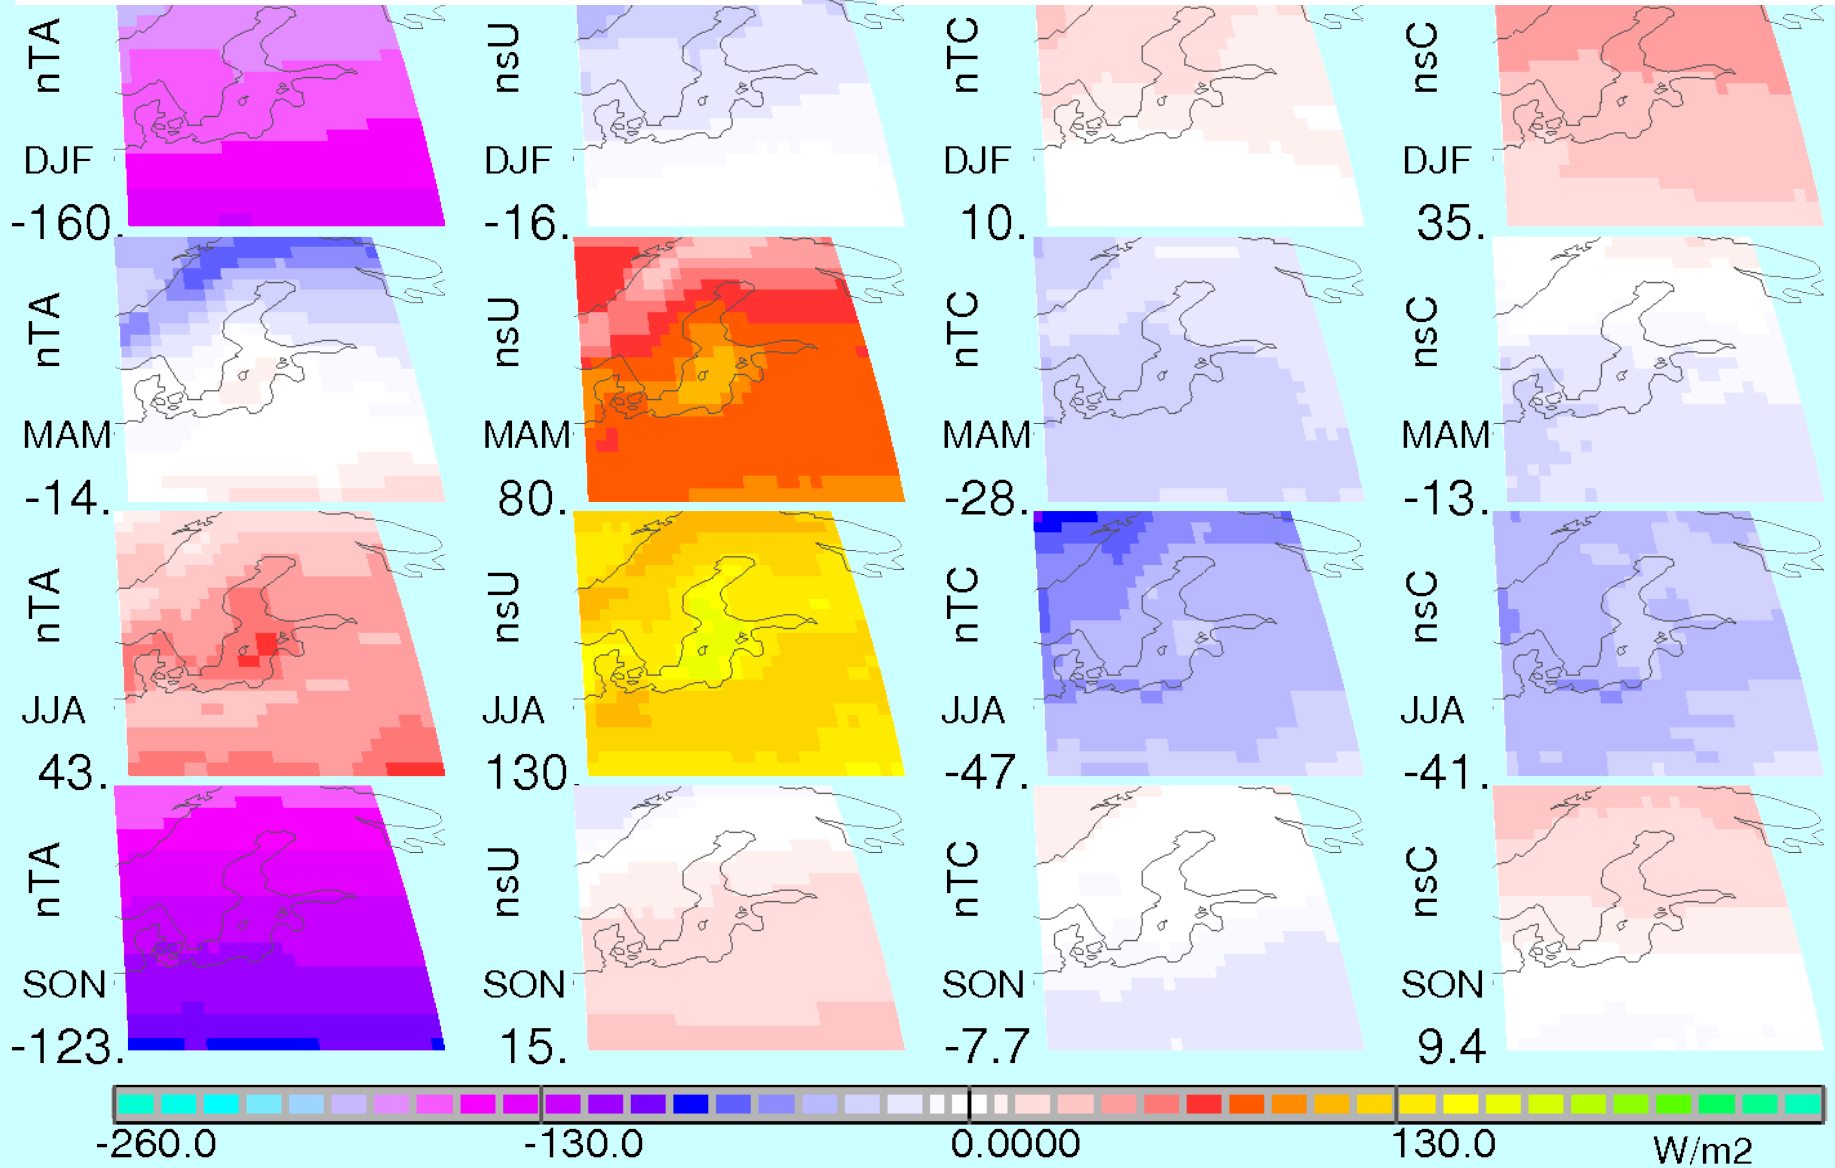 nTA nsU nTC nsC
DJF DJF DJF DJF
-160. -16. 10. 35.
nTA nsU nTC nsC
MAM MAM MAM MAM
-14. 80. -28. -13.
nTA nsU nTC nsC
JJA JJA JJA JJA
43. 130. -47. -41.
nTA nsU nTC nsC
SON SON SON SON
-123. 15. -7.7 9.4
-260.0 -130.0 0.0000 130.0 W/m2